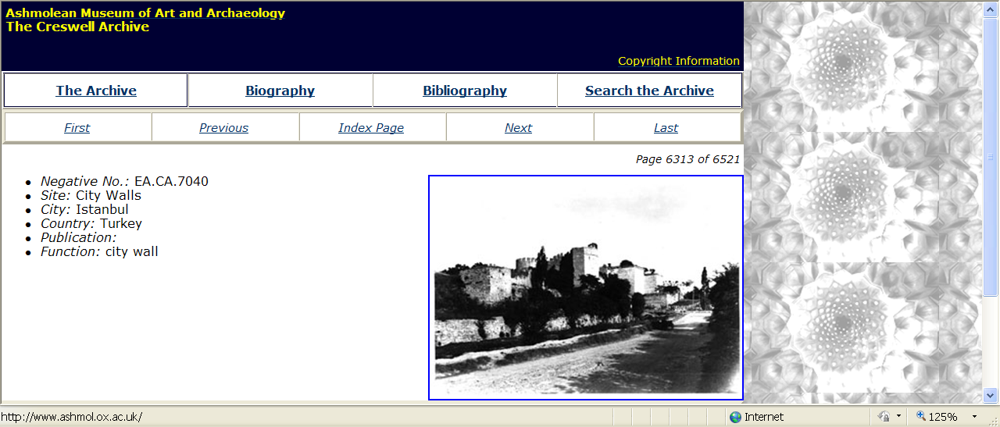 Ashmolean Museum of Art and Archaeology
The Creswell Archive
Copyright Information
The Archive Biography Bibliography Search the Archive
First Previous Index Page Next Last
Page 6313 of 6521
• Negative No.: EA.CA.7040
• Site: City Walls
• City: Istanbul
• Country: Turkey
• Publication:
• Function: city wall
http://www.ashmol.ox.ac.uk/ Internet 125%